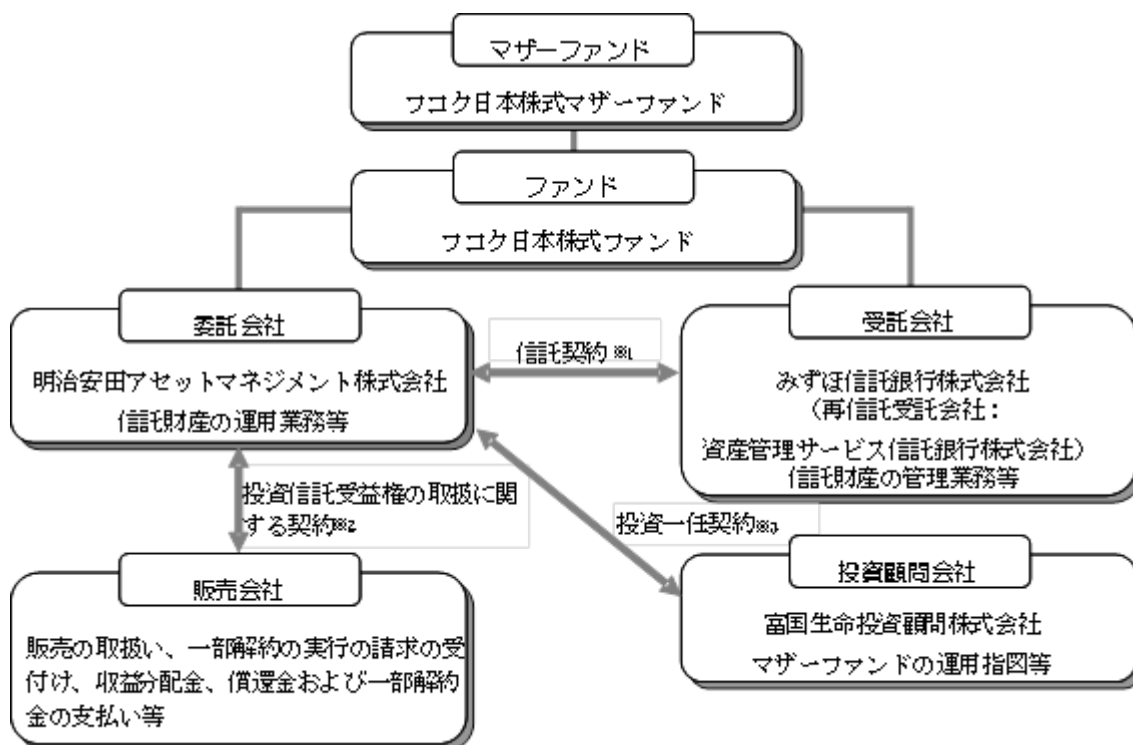 マザーファンド
フコク日本株式マザーファンド
ファンド
フコク日本株式ファンド
委託会社
明治安田アセットマネジメント株式会社
信託財産の運用業務等
信託契約※1
受託会社
みずほ信託銀行株式会社
（再信託受託会社：
資産管理サービス信託銀行株式会社）
信託財産の管理業務等
投資信託受益権の取扱に関
する契約※2
投資一任契約※3
販売会社
販売の取扱い、一部解約の実行の請求の受
付け、収益分配金、償還金および一部解約
金の支払い等
投資顧問会社
富国生命投資顧問株式会社
マザーファンドの運用指図等